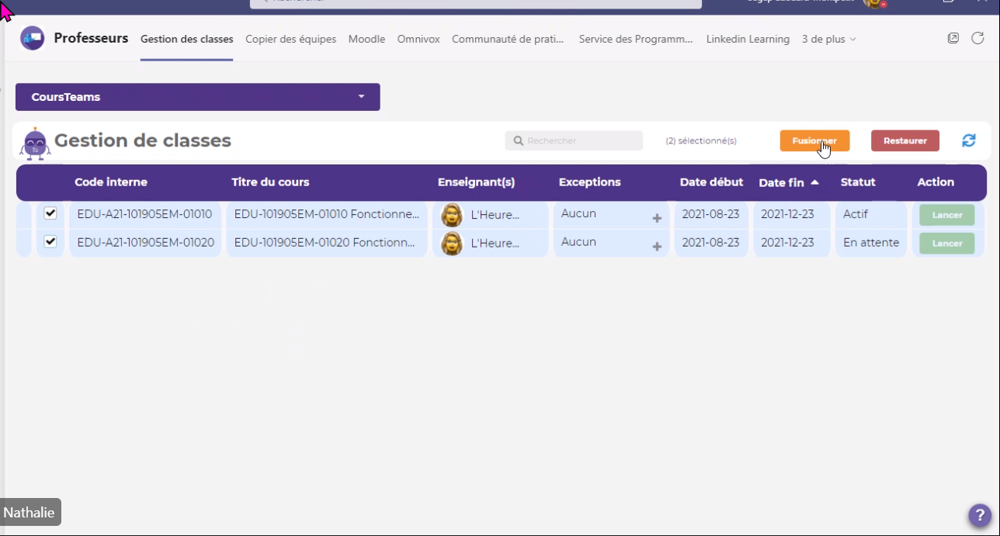 Professeurs Gestion des classes Copier des équipes Moodle Omnivox Communauté de prati... Service des Programm... Linkedin Learning 3 de plus
CoursTeams
Gestion de classes Rechercher (2) sélectionné(s) Fusionner Restaurer
Code interne Titre du cours Enseignant(s) Exceptions Date début Date fin Statut Action
EDU-A21-101905EM-01010 EDU-101905EM-01010 Fonctionne... L'Heure... Aucun + 2021-08-23 2021-12-23 Actif Lancer
EDU-A21-101905EM-01020 EDU-101905EM-01020 Fonctionn... L'Heure... Aucun + 2021-08-23 2021-12-23 En attente Lancer
Nathalie
?